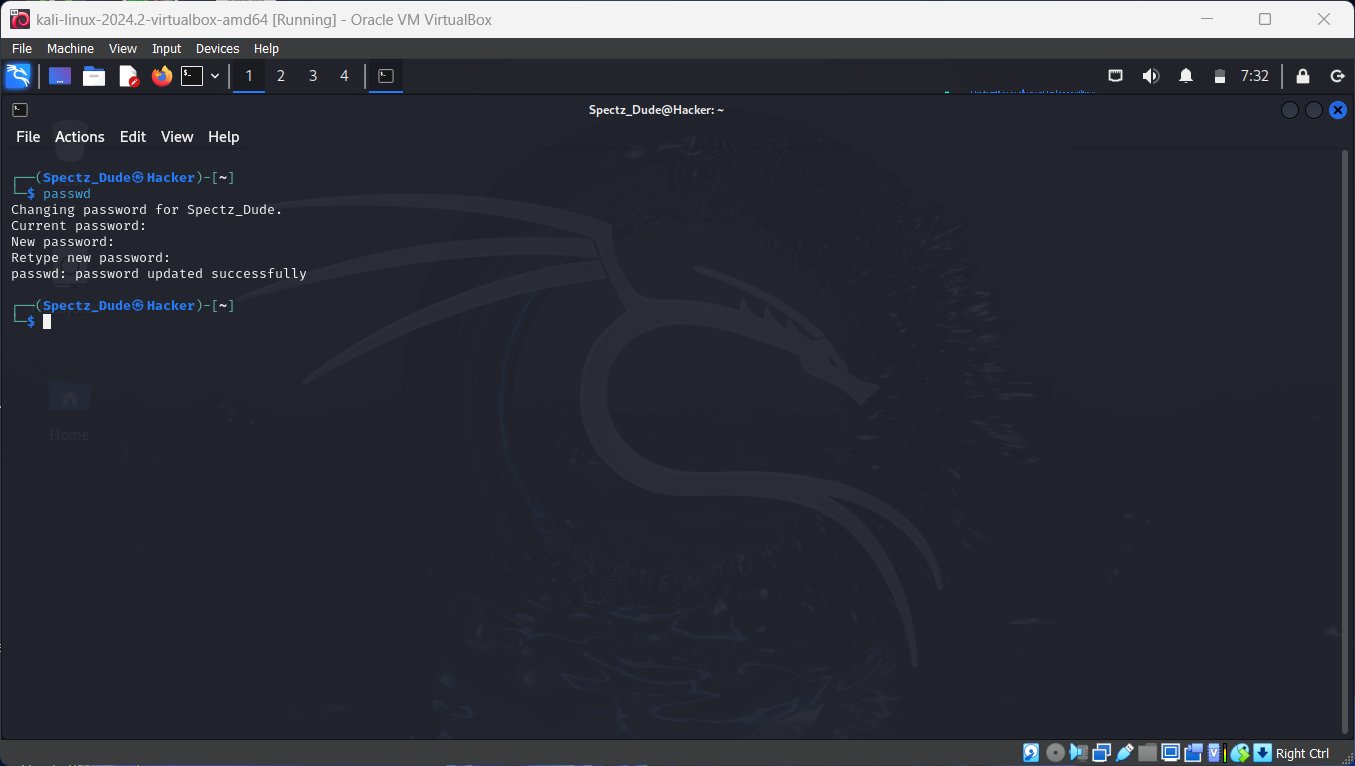 kali-linux-2024.2-virtualbox-amd64 [Running] - Oracle VM VirtualBox
File Machine View Input Devices Help
1 2 3 4 7:32
Spectz_Dude@Hacker: ~
File Actions Edit View Help
┌──(Spectz_Dude㉿Hacker)-[~]
└─$ passwd
Changing password for Spectz_Dude.
Current password:
New password:
Retype new password:
passwd: password updated successfully
┌──(Spectz_Dude㉿Hacker)-[~]
└─$
Home
Right Ctrl